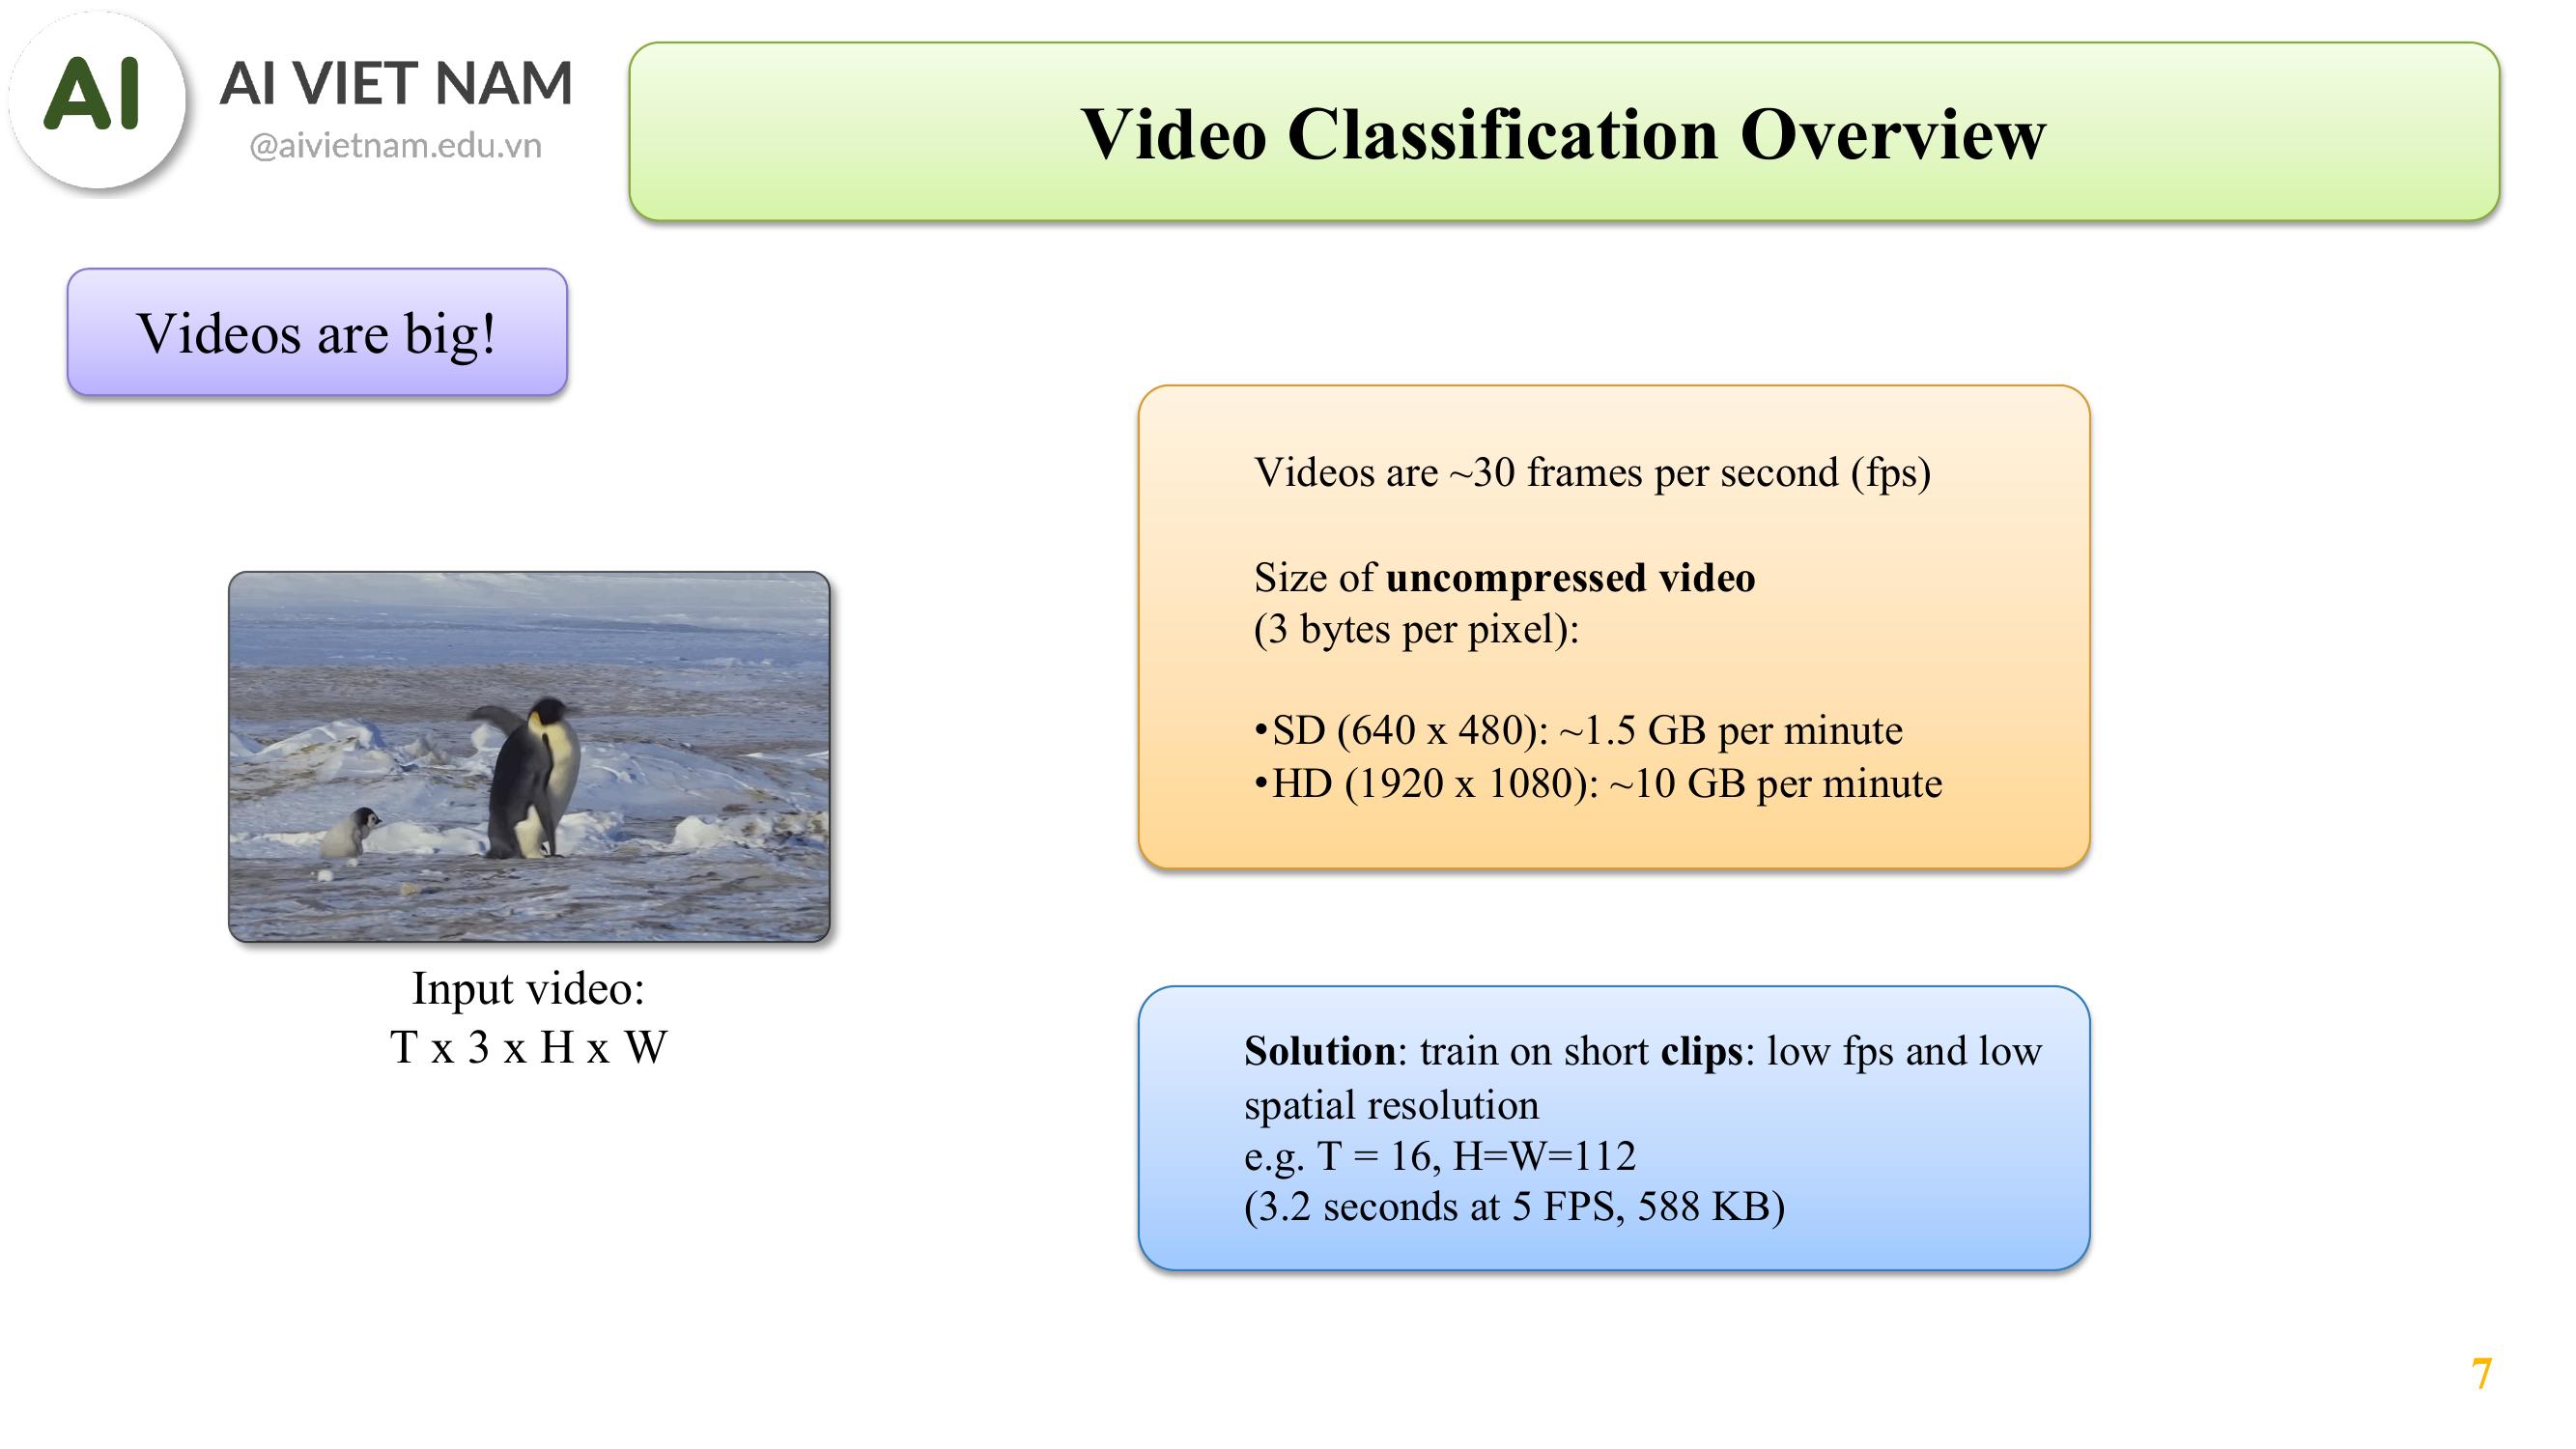 AI
AI VIET NAM
@aivietnam.edu.vn
Video Classification Overview
Videos are big!
Videos are ~30 frames per second (fps)
Size of uncompressed video
(3 bytes per pixel):
•SD (640 x 480): ~1.5 GB per minute
•HD (1920 x 1080): ~10 GB per minute
Input video:
T x 3 x H x W
Solution: train on short clips: low fps and low
spatial resolution
e.g. T = 16, H=W=112
(3.2 seconds at 5 FPS, 588 KB)
7